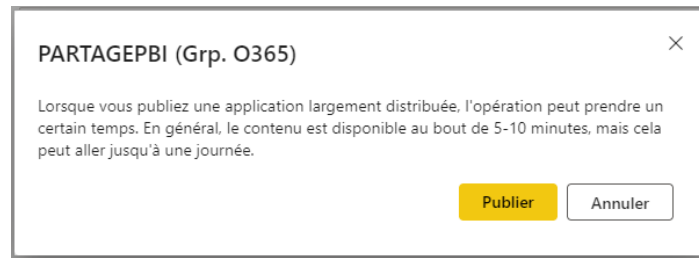 PARTAGEPBI (Grp. O365)
Lorsque vous publiez une application largement distribuée, l'opération peut prendre un
certain temps. En général, le contenu est disponible au bout de 5-10 minutes, mais cela
peut aller jusqu'à une journée.
Publier
Annuler